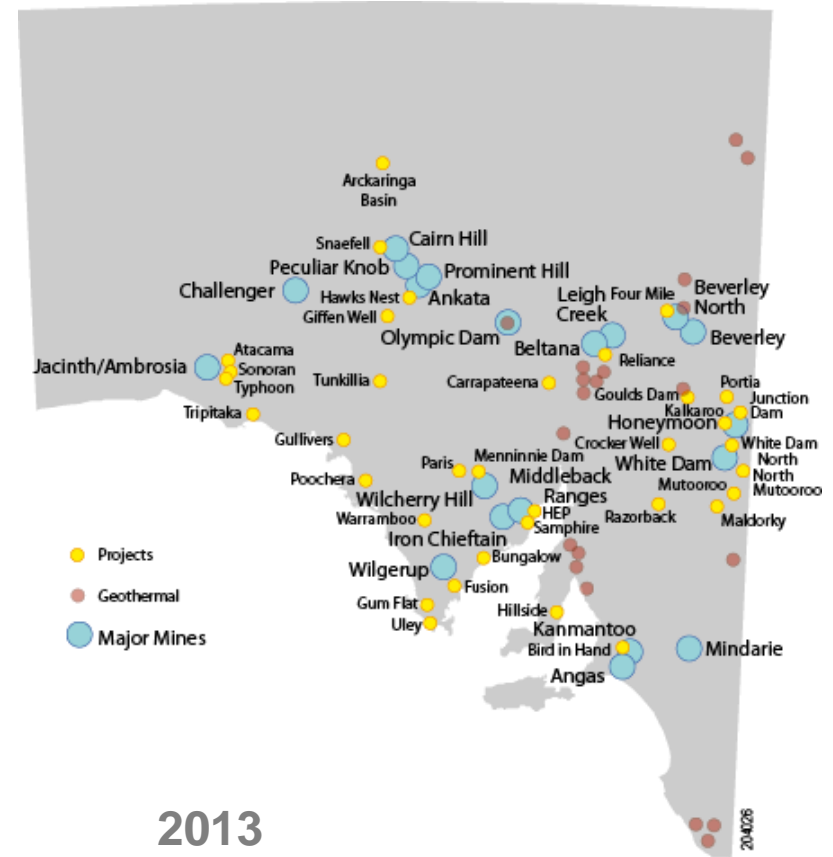 Arckaringa
Basin
Snaefell
Cairn Hill
Peculiar Knob
Prominent Hill
Challenger
Hawks Nest
Ankata
Giffen Well
Olympic Dam
Leigh
Creek
Four Mile
Beverley
North
Beverley
Beltana
Reliance
Jacinth/Ambrosia
Atacama
Sonoran
Typhoon
Tunkillia
Carrapateena
Goulds Dam
Portia
Kalkaroo
Junction
Dam
Tripitaka
Honeymoon
Gullivers
Crocker Well
White Dam
North
White Dam
Paris
Menninnie Dam
Poochera
Middleback
Ranges
Wilcherry Hill
North
Mutooroo
Mutooroo
HEP
Warramboo
Samphire
Razorback
Maldorky
Iron Chieftain
Bungalow
Projects
Wilgerup
Fusion
Geothermal
Gum Flat
Hillside
Uley
Major Mines
Kanmantoo
Bird in Hand
Mindarie
Angas
2013
204026